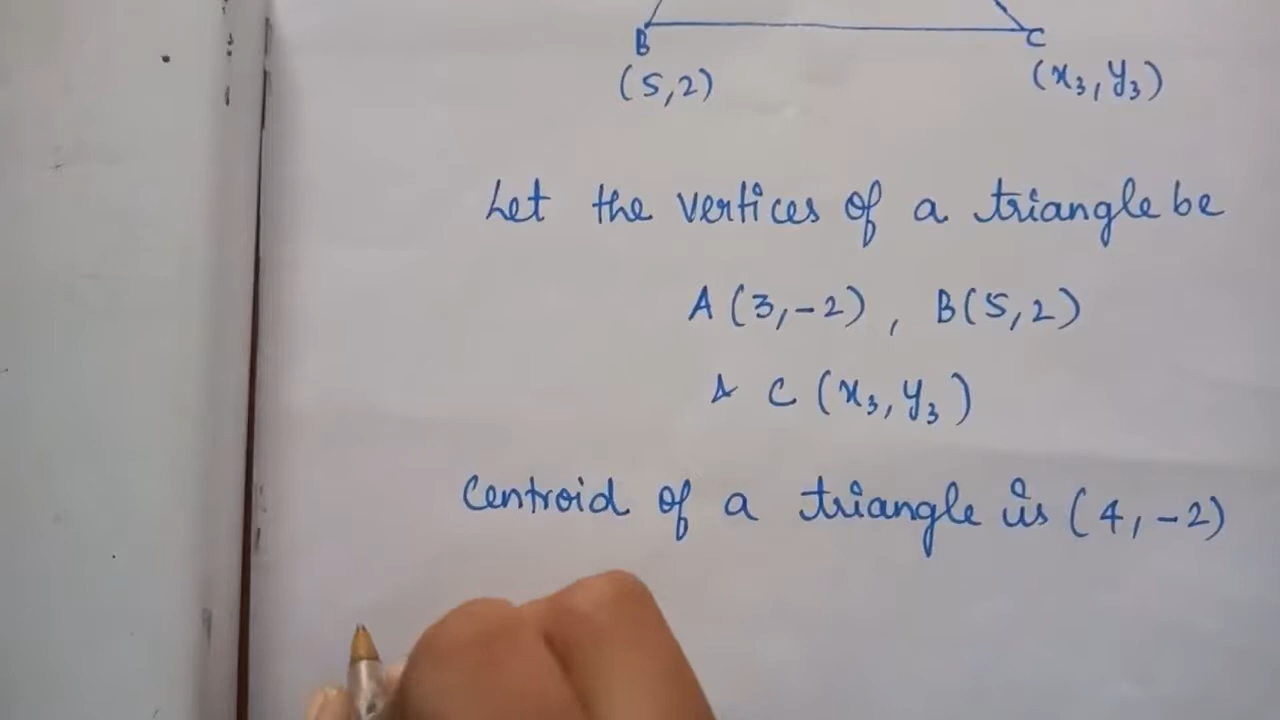 B C
(5,2) (x₃,y₃)
Let the vertices of a triangle be
A(3,-2), B(5,2)
& C(x₃,y₃)
Centroid of a triangle is (4,-2)